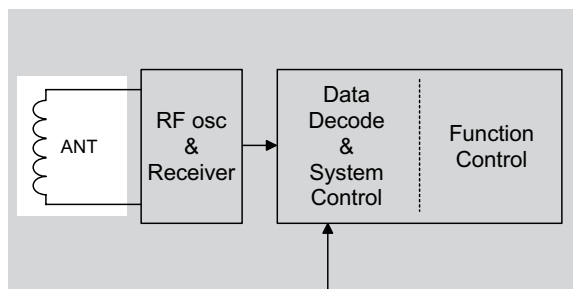 ANT
RF osc
&
Receiver
Data
Decode
&
System
Control
Function
Control